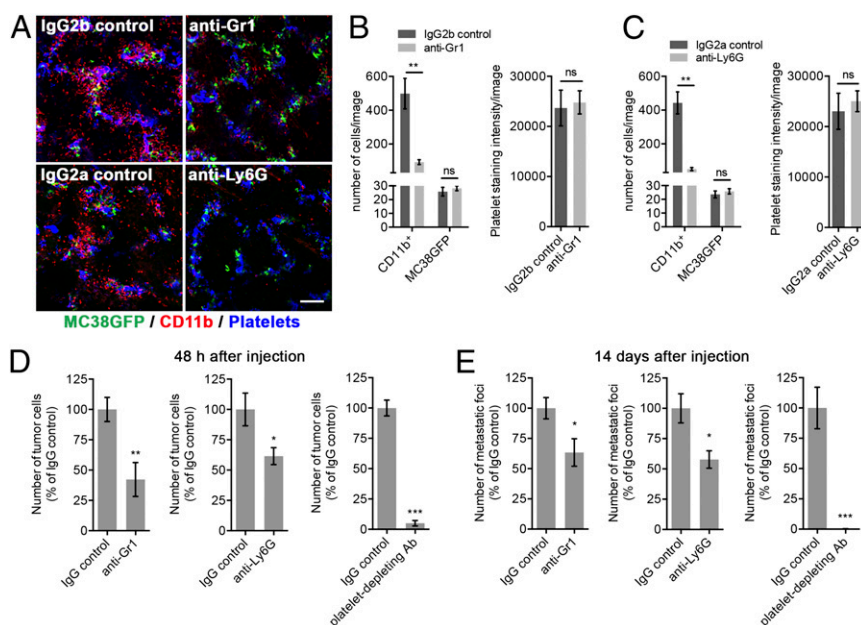 A
IgG2b control
anti-Gr1
IgG2a control
anti-Ly6G
MC38GFP / CD11b / Platelets
B
IgG2b control
anti-Gr1
number of cells/image
600
400
200
30
20
10
0
**
ns
CD11b+
MC38GFP
Platelet staining intensity/image
30000
20000
10000
0
ns
IgG2b control
anti-Gr1
C
IgG2a control
anti-Ly6G
number of cells/image
600
400
200
30
20
10
0
**
ns
CD11b+
MC38GFP
Platelet staining intensity/image
30000
20000
10000
0
ns
IgG2a control
anti-Ly6G
D
48 h after injection
Number of tumor cells
(% of IgG control)
125
100
75
50
25
0
**
IgG control
anti-Gr1
Number of tumor cells
(% of IgG control)
125
100
75
50
25
0
*
IgG control
anti-Ly6G
Number of tumor cells
(% of IgG control)
125
100
75
50
25
0
***
IgG control
platelet-depleting Ab
E
14 days after injection
Number of metastatic foci
(% of IgG control)
125
100
75
50
25
0
*
IgG control
anti-Gr1
Number of metastatic foci
(% of IgG control)
125
100
75
50
25
0
*
IgG control
anti-Ly6G
Number of metastatic foci
(% of IgG control)
125
100
75
50
25
0
***
IgG control
platelet-depleting Ab